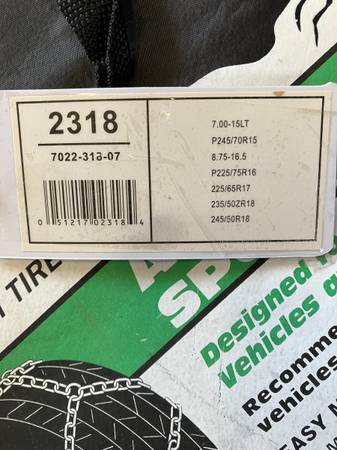 2318
7022-318-07
0 51217 02318 4
7.00-15LT
P245/70R15
8.75-16.5
P225/75R16
225/65R17
235/50ZR18
245/50R18
TIRE
Designed
Vehicles
Recomme
vehicles
EASY